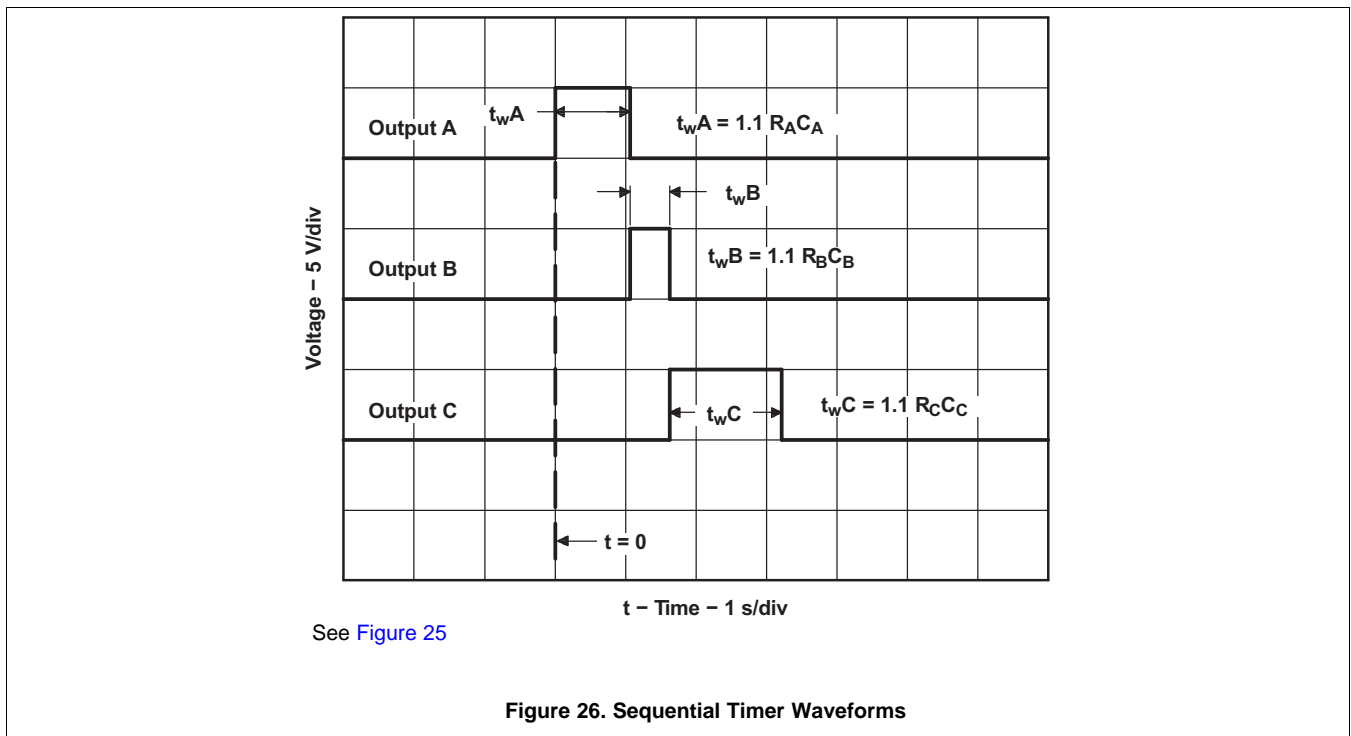 t_wA
Output A
t_wA = 1.1 R_AC_A
t_wB
Output B
t_wB = 1.1 R_BC_B
Output C
t_wC
t_wC = 1.1 R_CC_C
t = 0
Voltage − 5 V/div
t − Time − 1 s/div
See Figure 25
Figure 26. Sequential Timer Waveforms